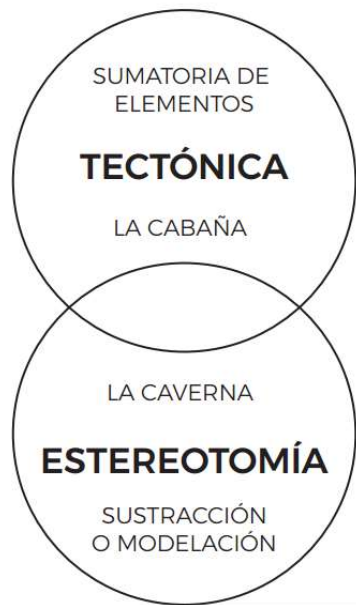 SUMATORIA DE
ELEMENTOS
TECTÓNICA
LA CABAÑA
LA CAVERNA
ESTEREOTOMÍA
SUSTRACCIÓN
O MODELACIÓN